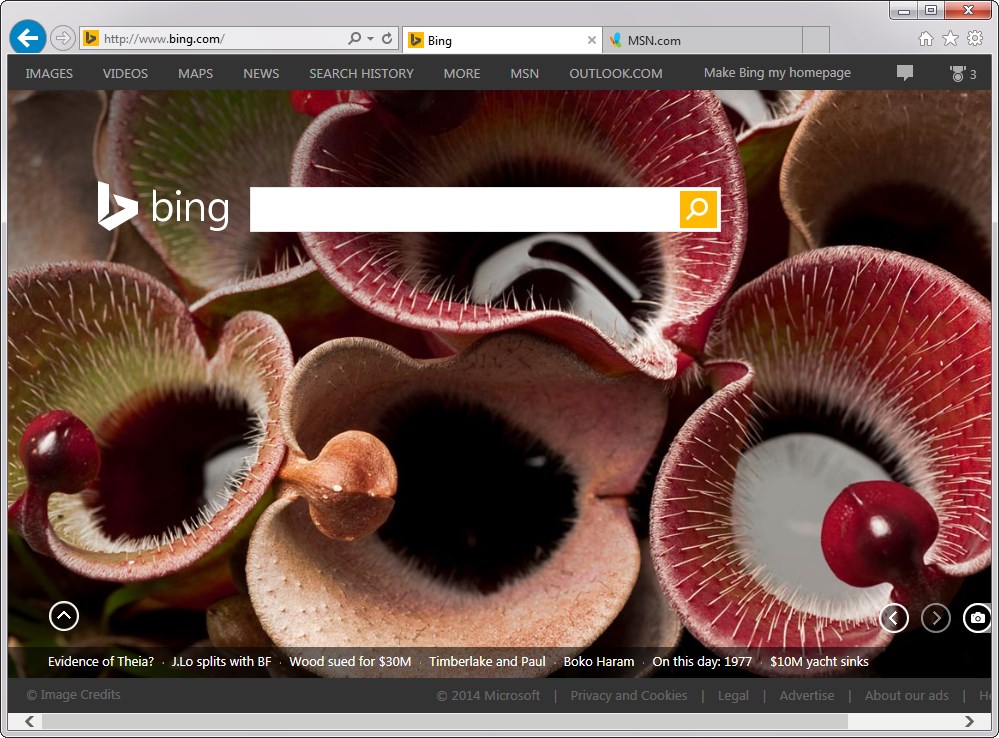 http://www.bing.com/
Bing
MSN.com
IMAGES VIDEOS MAPS NEWS SEARCH HISTORY MORE MSN OUTLOOK.COM Make Bing my homepage 3
bing
Evidence of Theia? · J.Lo splits with BF · Wood sued for $30M · Timberlake and Paul · Boko Haram · On this day: 1977 · $10M yacht sinks
© Image Credits © 2014 Microsoft | Privacy and Cookies | Legal | Advertise | About our ads |